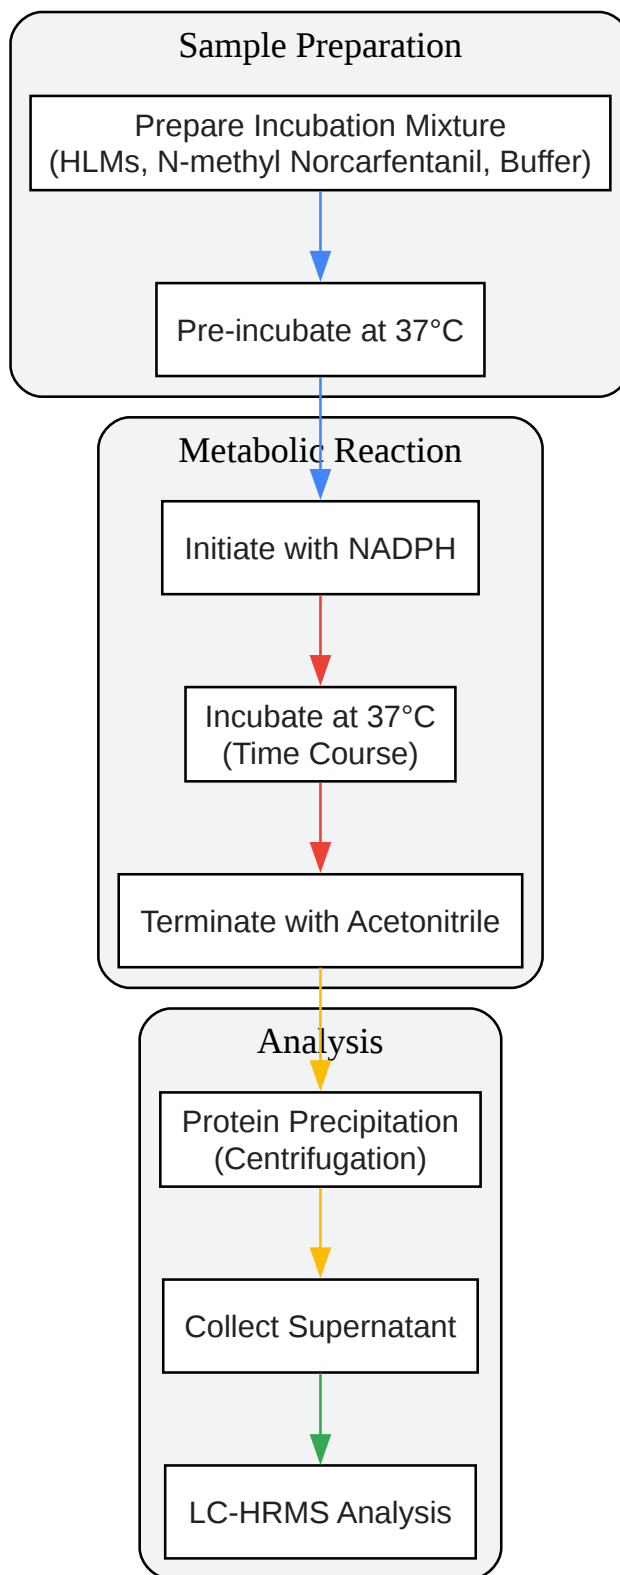 Sample Preparation
Prepare Incubation Mixture
(HLMs, N-methyl Norcarfentanil, Buffer)
Pre-incubate at 37°C
Metabolic Reaction
Initiate with NADPH
Incubate at 37°C
(Time Course)
Terminate with Acetonitrile
Analysis
Protein Precipitation
(Centrifugation)
Collect Supernatant
LC-HRMS Analysis